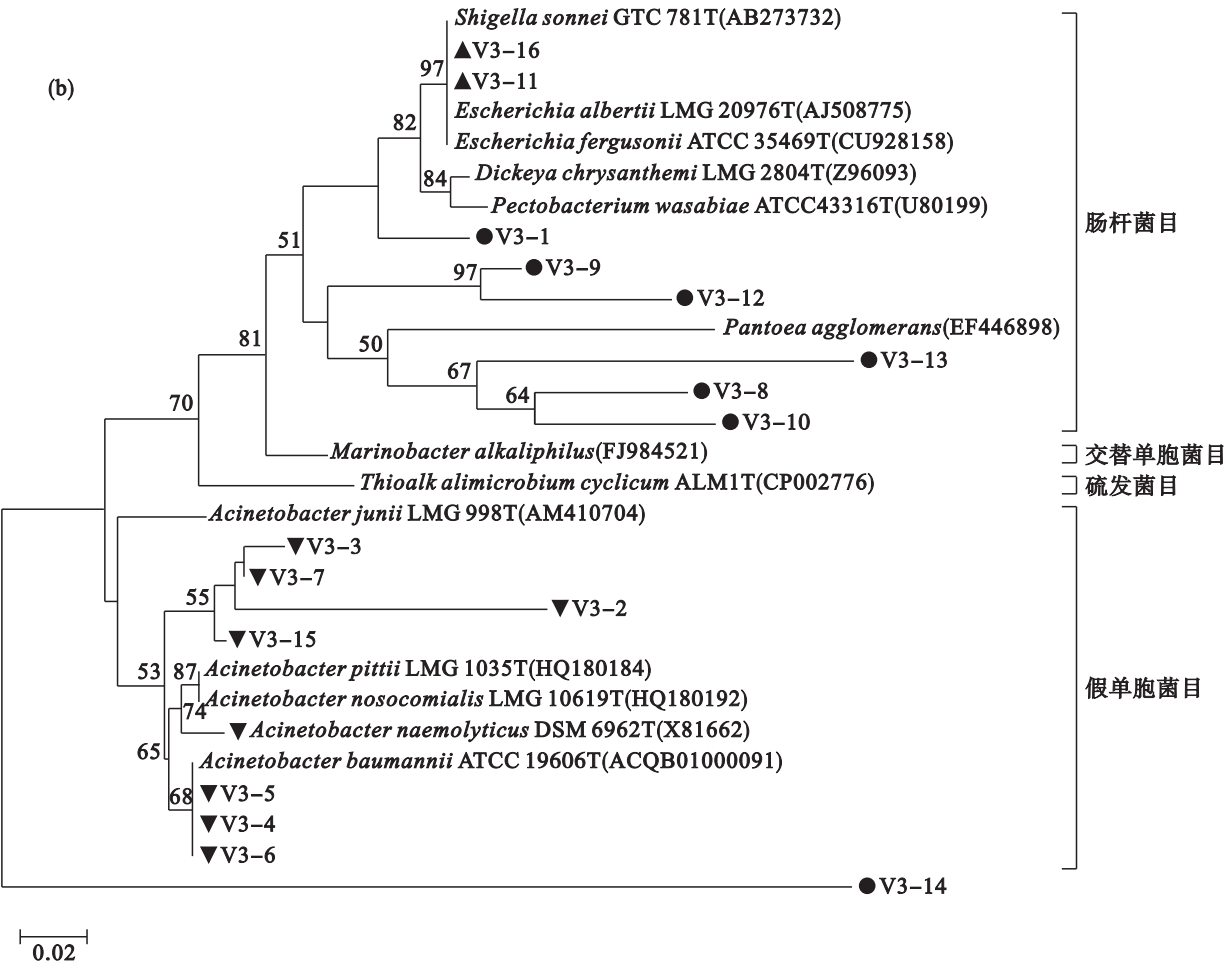 (b)
Shigella sonnei GTC 781T(AB273732)
▲V3-16
97
▲V3-11
Escherichia albertii LMG 20976T(AJ508775)
82
Escherichia fergusonii ATCC 35469T(CU928158)
Dickeya chrysanthemi LMG 2804T(Z96093)
84
Pectobacterium wasabiae ATCC43316T(U80199)
肠杆菌目
●V3-1
51
●V3-9
97
●V3-12
Pantoea agglomerans(EF446898)
81
50
●V3-13
67
●V3-8
64
70
●V3-10
Marinobacter alkaliphilus(FJ984521)
交替单胞菌目
Thioalk alimicrobium cyclicum ALM1T(CP002776)
硫发菌目
Acinetobacter junii LMG 998T(AM410704)
▼V3-3
▼V3-7
55
▼V3-2
▼V3-15
53
87
Acinetobacter pittii LMG 1035T(HQ180184)
假单胞菌目
Acinetobacter nosocomialis LMG 10619T(HQ180192)
74
▼Acinetobacter naemolyticus DSM 6962T(X81662)
65
Acinetobacter baumannii ATCC 19606T(ACQB01000091)
68
▼V3-5
▼V3-4
▼V3-6
●V3-14
0.02